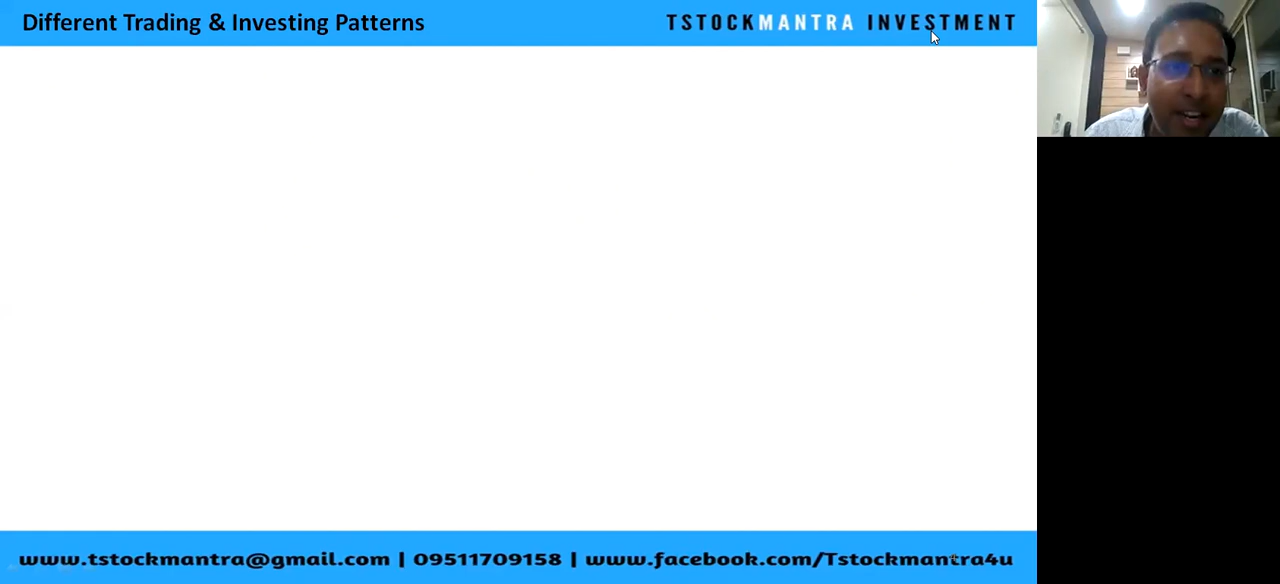 Different Trading & Investing Patterns
TSTOCKMANTRA INVESTMENT
www.tstockmantra@gmail.com | 09511709158 | www.facebook.com/Tstockmantra4u